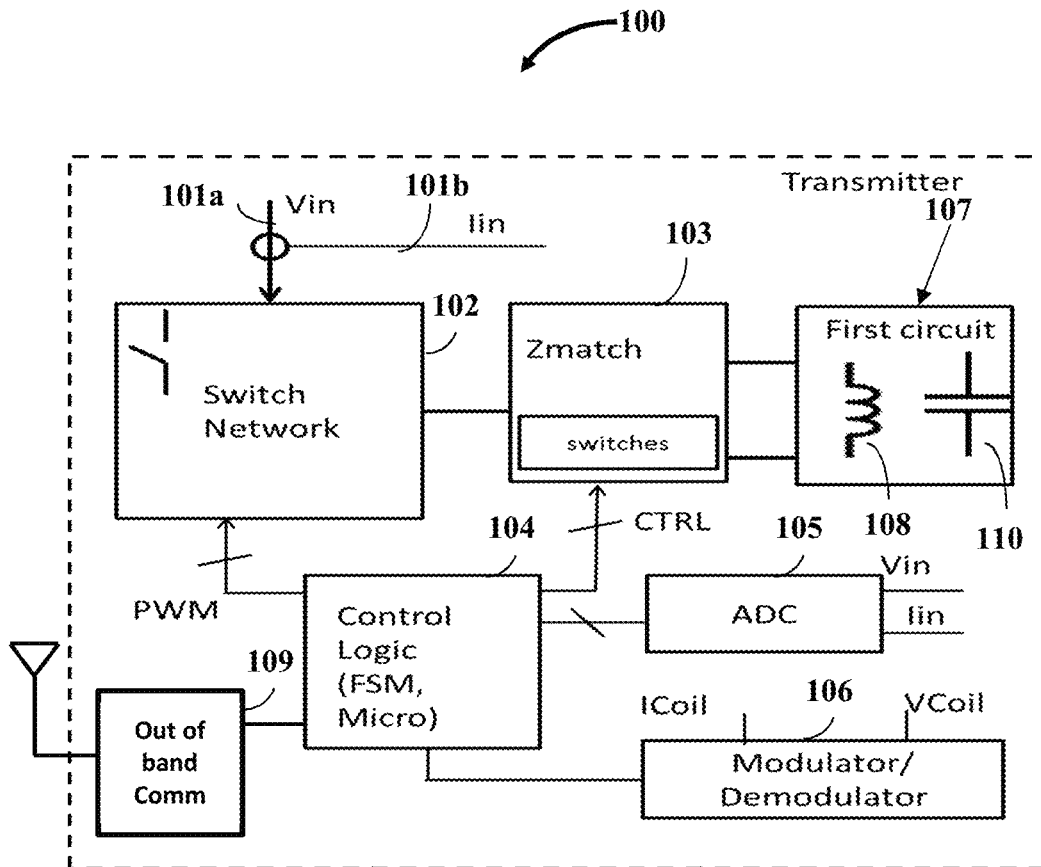 100
Transmitter
101a
Vin
101b
Iin
107
103
102
First circuit
Zmatch
Switch
Network
switches
108
110
104
CTRL
105
Vin
PWM
Control
Logic
(FSM,
Micro)
ADC
Iin
109
106
ICoil
VCoil
Out of
band
Comm
Modulator/
Demodulator